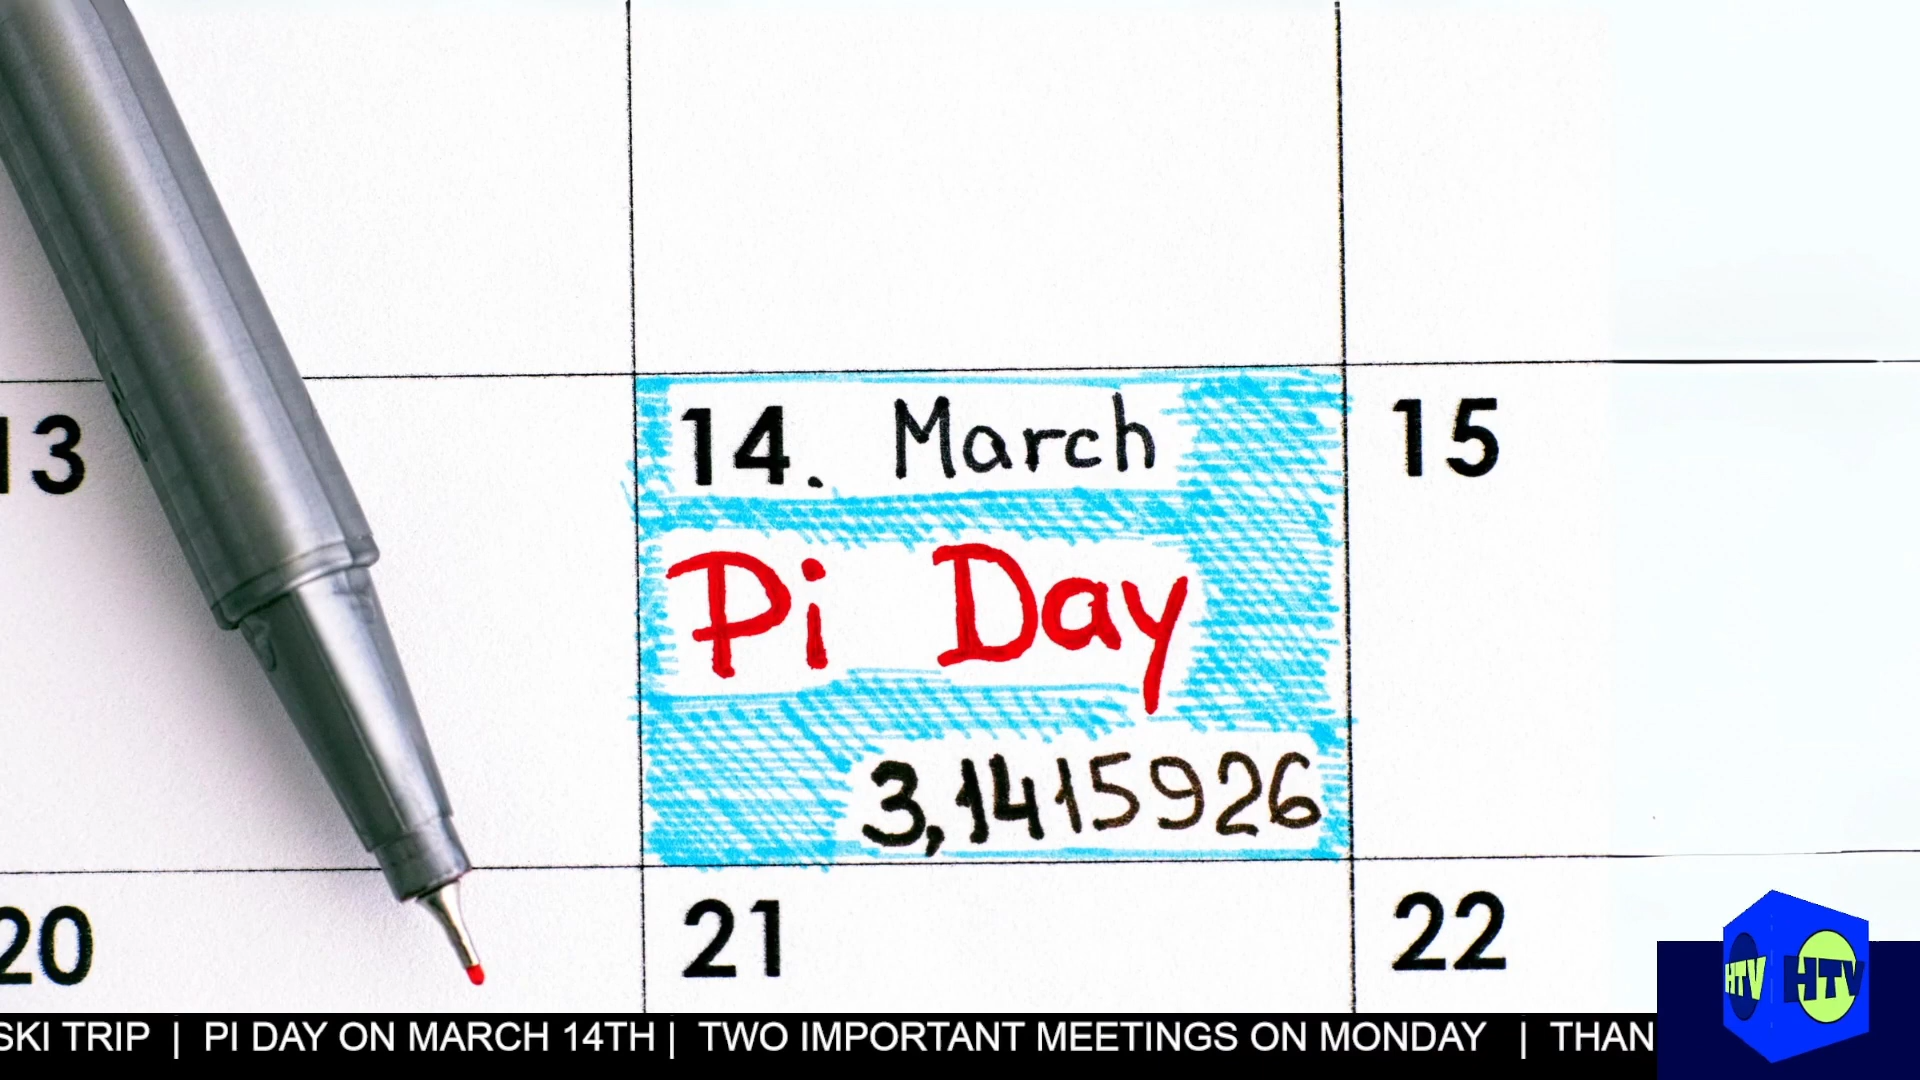 13
14. March
15
Pi Day
3,1415926
20
21
22
HTV HTV
SKI TRIP | PI DAY ON MARCH 14TH | TWO IMPORTANT MEETINGS ON MONDAY | THAN